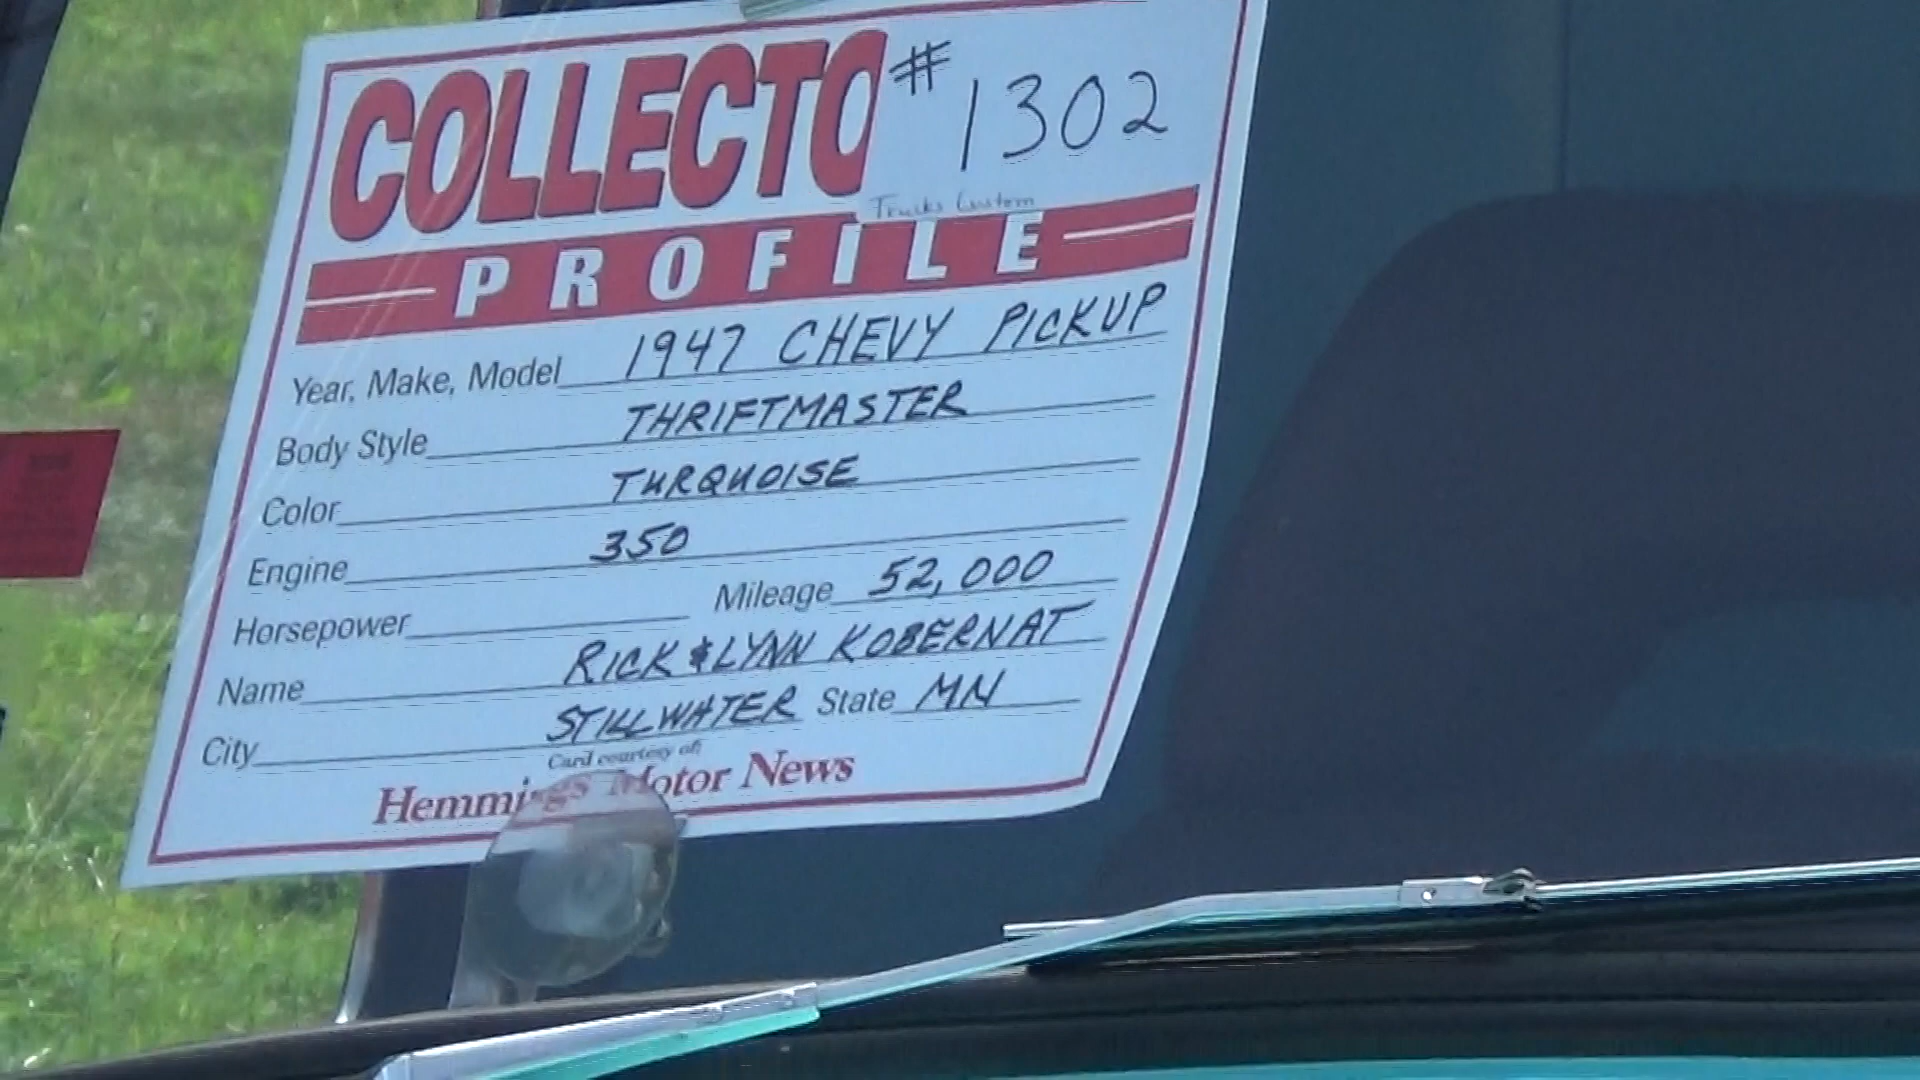 COLLECTO # 1302
Trucks Custom
PROFILE
Year, Make, Model 1947 CHEVY PICKUP
Body Style THRIFTMASTER
Color TURQUOISE
Engine 350
Horsepower Mileage 52,000
Name RICK & LYNN KOBERNAT
City STILLWATER State MN
Card courtesy of:
Hemmings Motor News